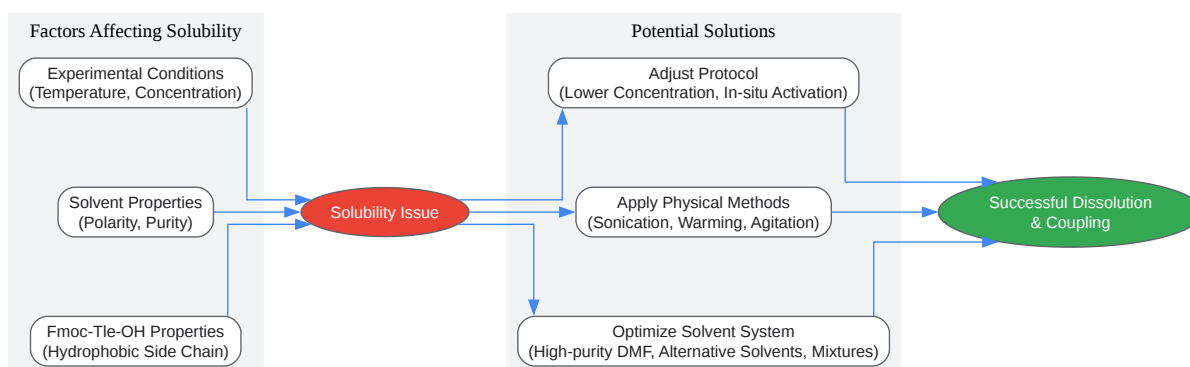 Factors Affecting Solubility
Experimental Conditions
(Temperature, Concentration)
Solvent Properties
(Polarity, Purity)
Fmoc-Tle-OH Properties
(Hydrophobic Side Chain)
Solubility Issue
Potential Solutions
Adjust Protocol
(Lower Concentration, In-situ Activation)
Apply Physical Methods
(Sonication, Warming, Agitation)
Optimize Solvent System
(High-purity DMF, Alternative Solvents, Mixtures)
Successful Dissolution
& Coupling